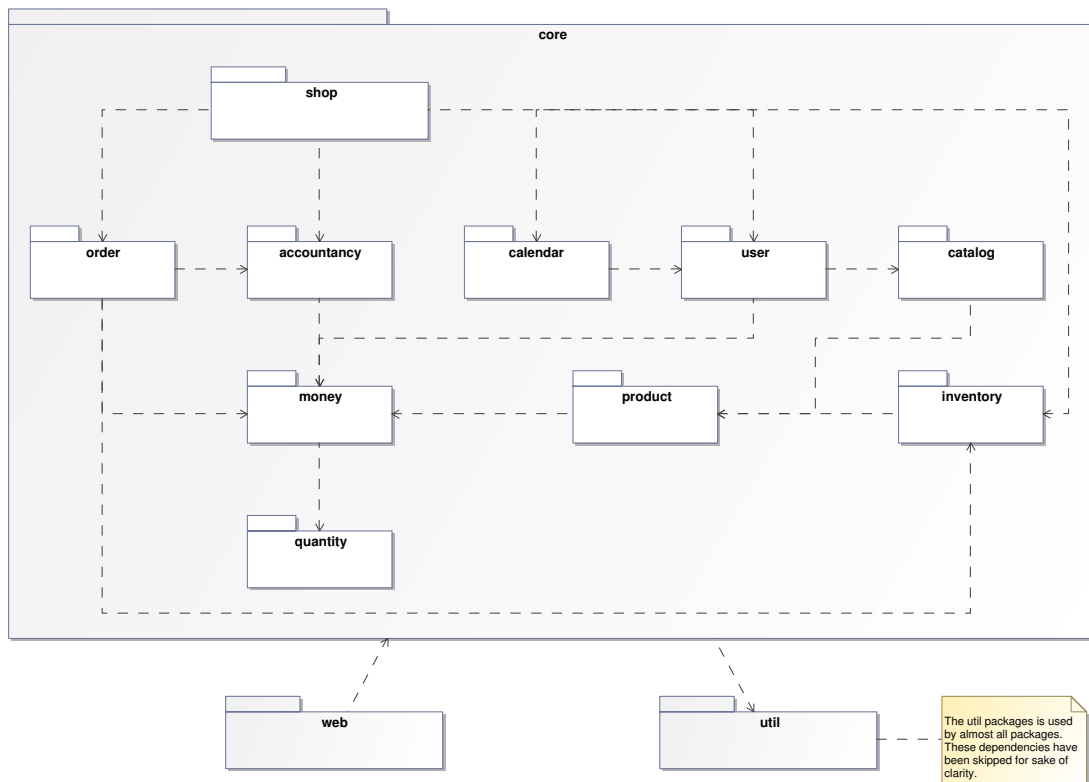 core
shop
order
accountancy
calendar
user
catalog
money
product
inventory
quantity
web
util
The util packages is used
by almost all packages.
These dependencies have
been skipped for sake of
clarity.